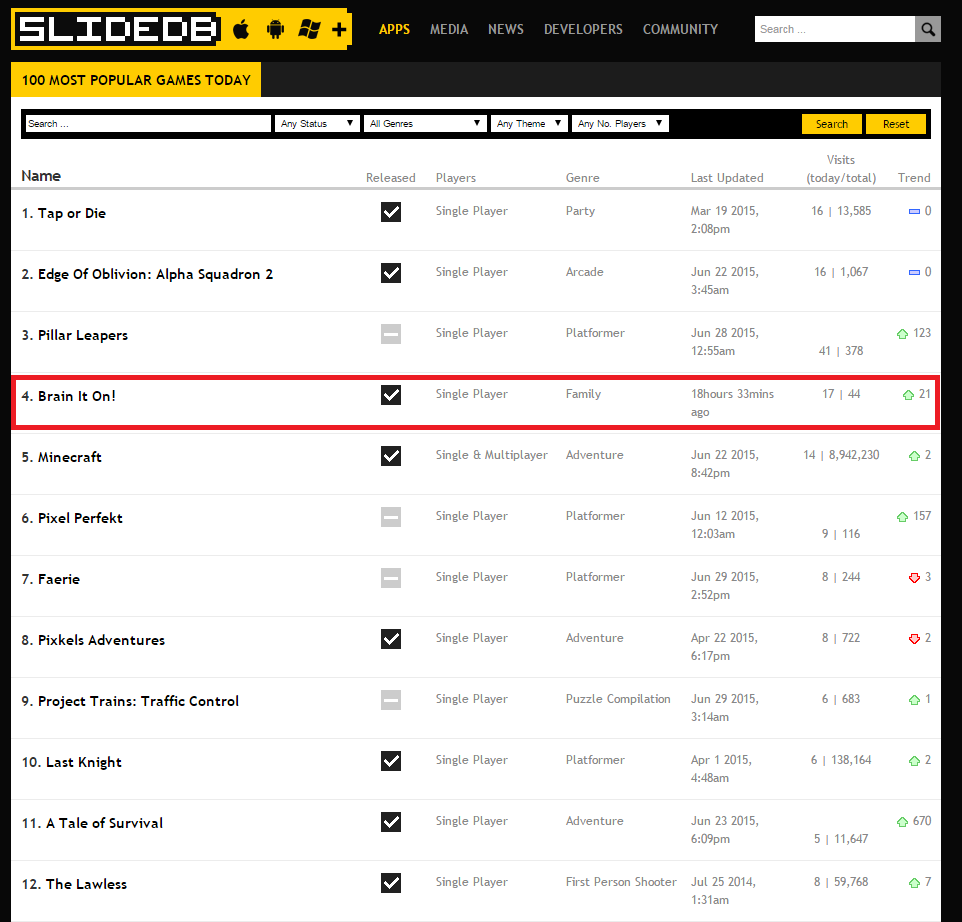 SLIDEDB APPS MEDIA NEWS DEVELOPERS COMMUNITY Search ...
100 MOST POPULAR GAMES TODAY
Search ... Any Status All Genres Any Theme Any No. Players Search Reset
Visits
Name Released Players Genre Last Updated (today/total) Trend
1. Tap or Die Single Player Party Mar 19 2015, 16 | 13,585 0
2:08pm
2. Edge Of Oblivion: Alpha Squadron 2 Single Player Arcade Jun 22 2015, 16 | 1,067 0
3:45am
3. Pillar Leapers Single Player Platformer Jun 28 2015, 123
12:55am 41 | 378
4. Brain It On! Single Player Family 18hours 33mins 17 | 44 21
ago
5. Minecraft Single & Multiplayer Adventure Jun 22 2015, 14 | 8,942,230 2
8:42pm
6. Pixel Perfekt Single Player Platformer Jun 12 2015, 157
12:03am 9 | 116
7. Faerie Single Player Platformer Jun 29 2015, 8 | 244 3
2:52pm
8. Pixkels Adventures Single Player Adventure Apr 22 2015, 8 | 722 2
6:17pm
9. Project Trains: Traffic Control Single Player Puzzle Compilation Jun 29 2015, 6 | 683 1
3:14am
10. Last Knight Single Player Platformer Apr 1 2015, 6 | 138,164 2
4:48am
11. A Tale of Survival Single Player Adventure Jun 23 2015, 670
6:09pm 5 | 11,647
12. The Lawless Single Player First Person Shooter Jul 25 2014, 8 | 59,768 7
1:31am